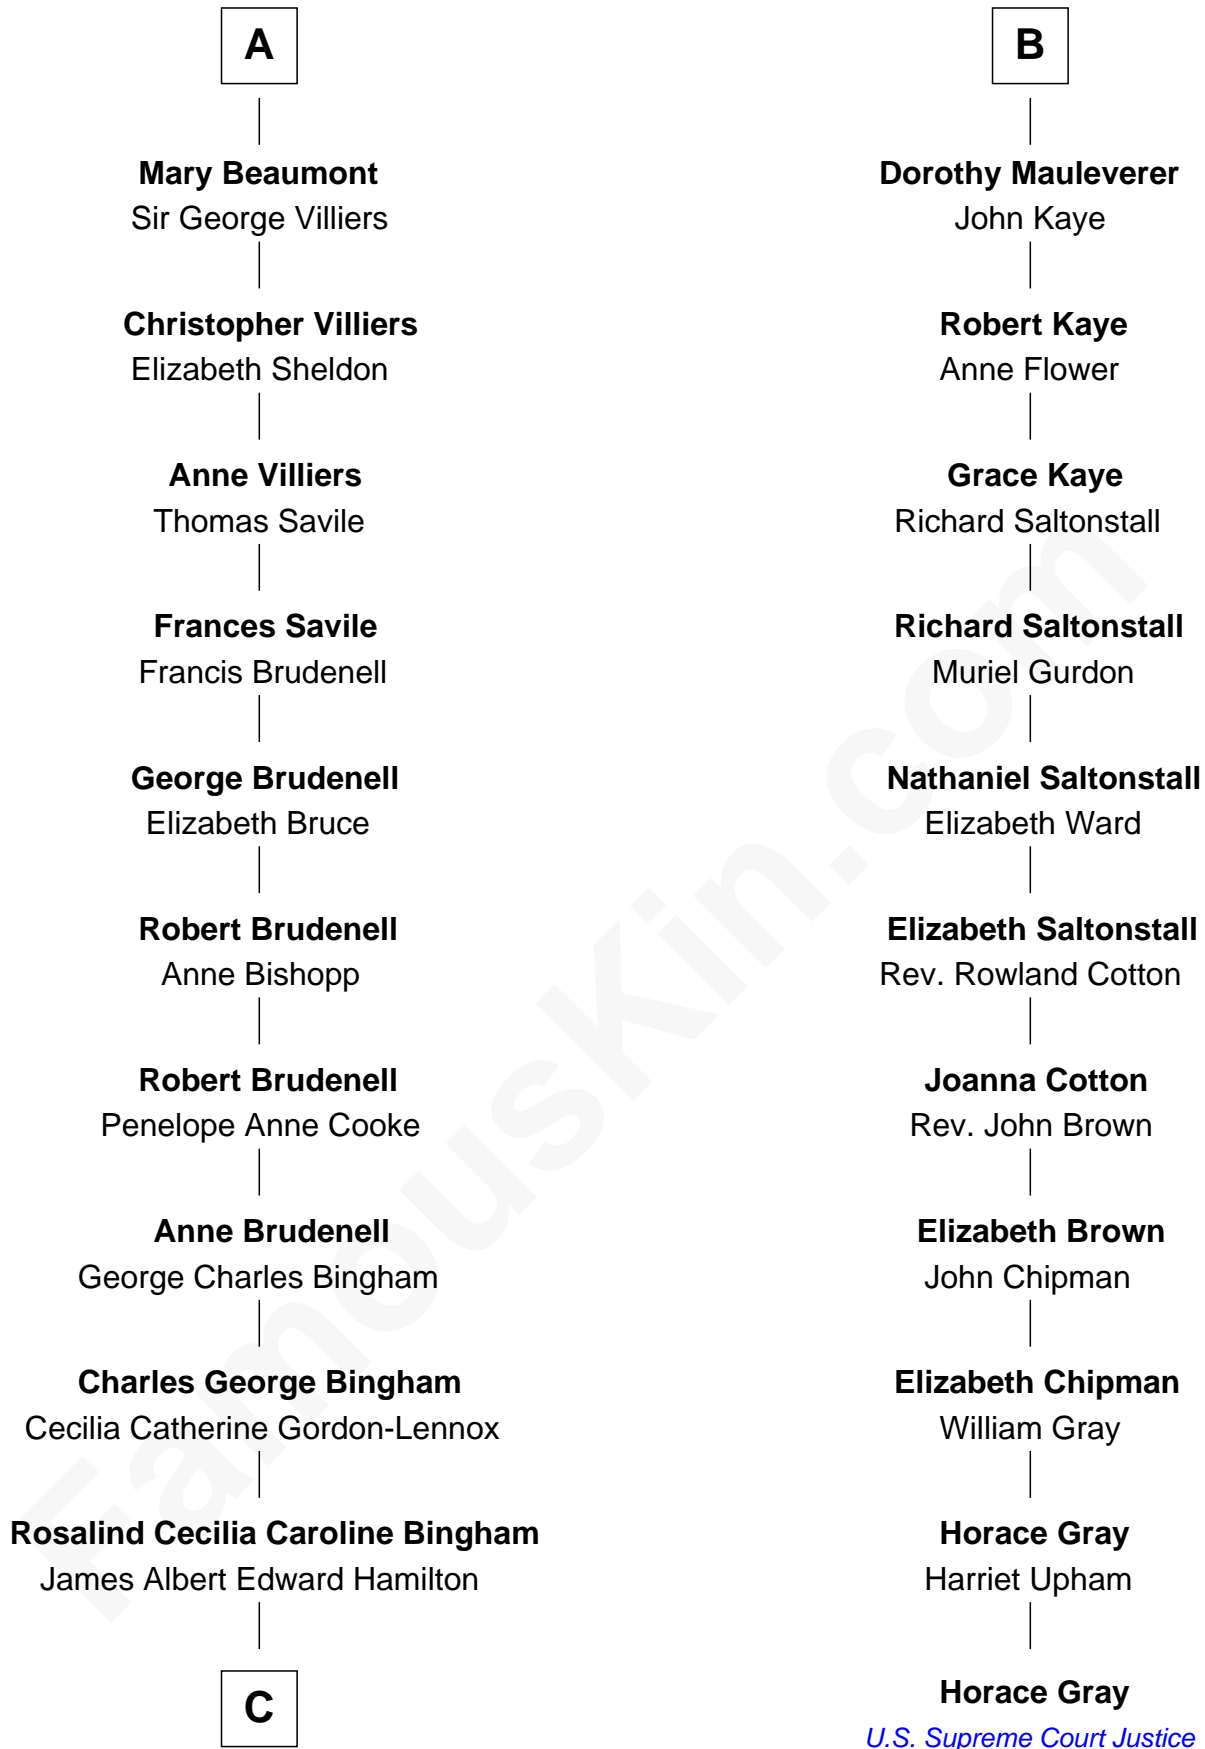 A
Mary Beaumont
Sir George Villiers
Christopher Villiers
Elizabeth Sheldon
Anne Villiers
Thomas Savile
Frances Savile
Francis Brudenell
George Brudenell
Elizabeth Bruce
Robert Brudenell
Anne Bishopp
Robert Brudenell
Penelope Anne Cooke
Anne Brudenell
George Charles Bingham
Charles George Bingham
Cecilia Catherine Gordon-Lennox
Rosalind Cecilia Caroline Bingham
James Albert Edward Hamilton
C
B
Dorothy Mauleverer
John Kaye
Robert Kaye
Anne Flower
Grace Kaye
Richard Saltonstall
Richard Saltonstall
Muriel Gurdon
Nathaniel Saltonstall
Elizabeth Ward
Elizabeth Saltonstall
Rev. Rowland Cotton
Joanna Cotton
Rev. John Brown
Elizabeth Brown
John Chipman
Elizabeth Chipman
William Gray
Horace Gray
Harriet Upham
Horace Gray
U.S. Supreme Court Justice
FamousKin.com